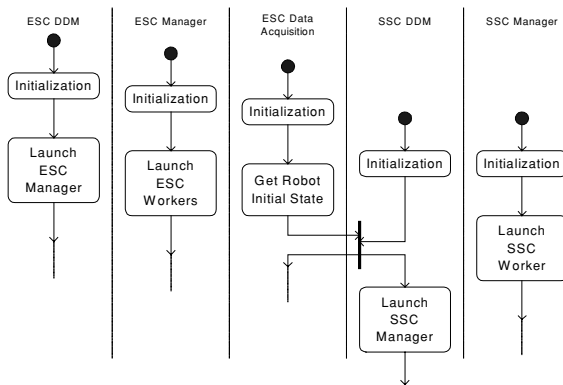 ESC DDM
Initialization
Launch
ESC
Manager
ESC Manager
Initialization
Launch
ESC
Workers
ESC Data
Acquisition
Initialization
Get Robot
Initial State
SSC DDM
Initialization
Launch
SSC
Manager
SSC Manager
Initialization
Launch
SSC
Worker